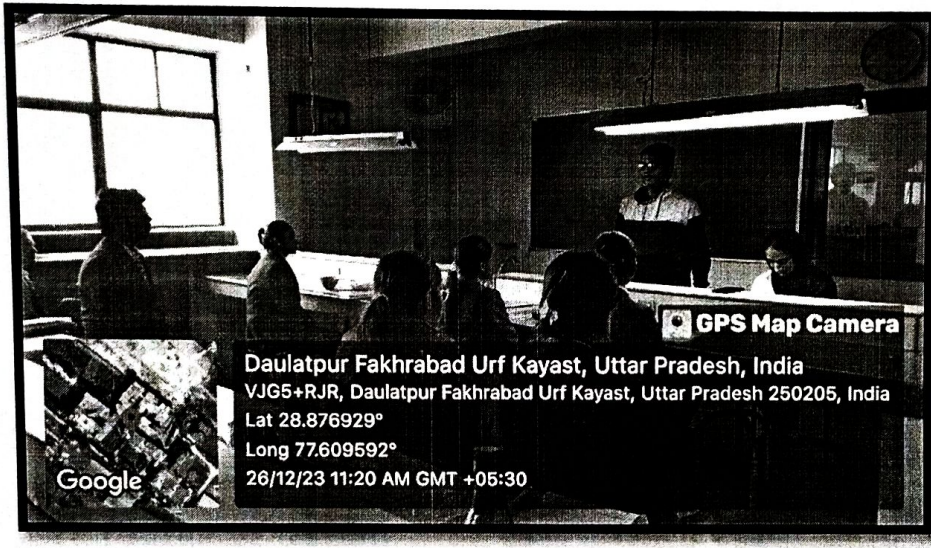 GPS Map Camera
Daulatpur Fakhrabad Urf Kayast, Uttar Pradesh, India
VJG5+RJR, Daulatpur Fakhrabad Urf Kayast, Uttar Pradesh 250205, India
Lat 28.876929°
Long 77.609592°
26/12/23 11:20 AM GMT +05:30
Google